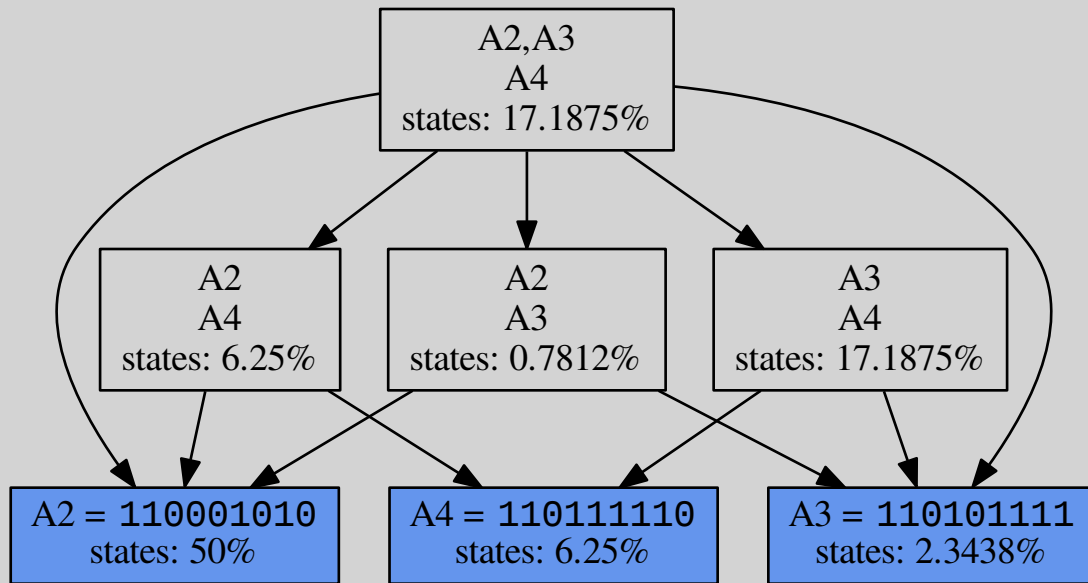 A2,A3
A4
states: 17.1875%
A2
A4
states: 6.25%
A2
A3
states: 0.7812%
A3
A4
states: 17.1875%
A2 = 110001010
states: 50%
A4 = 110111110
states: 6.25%
A3 = 110101111
states: 2.3438%